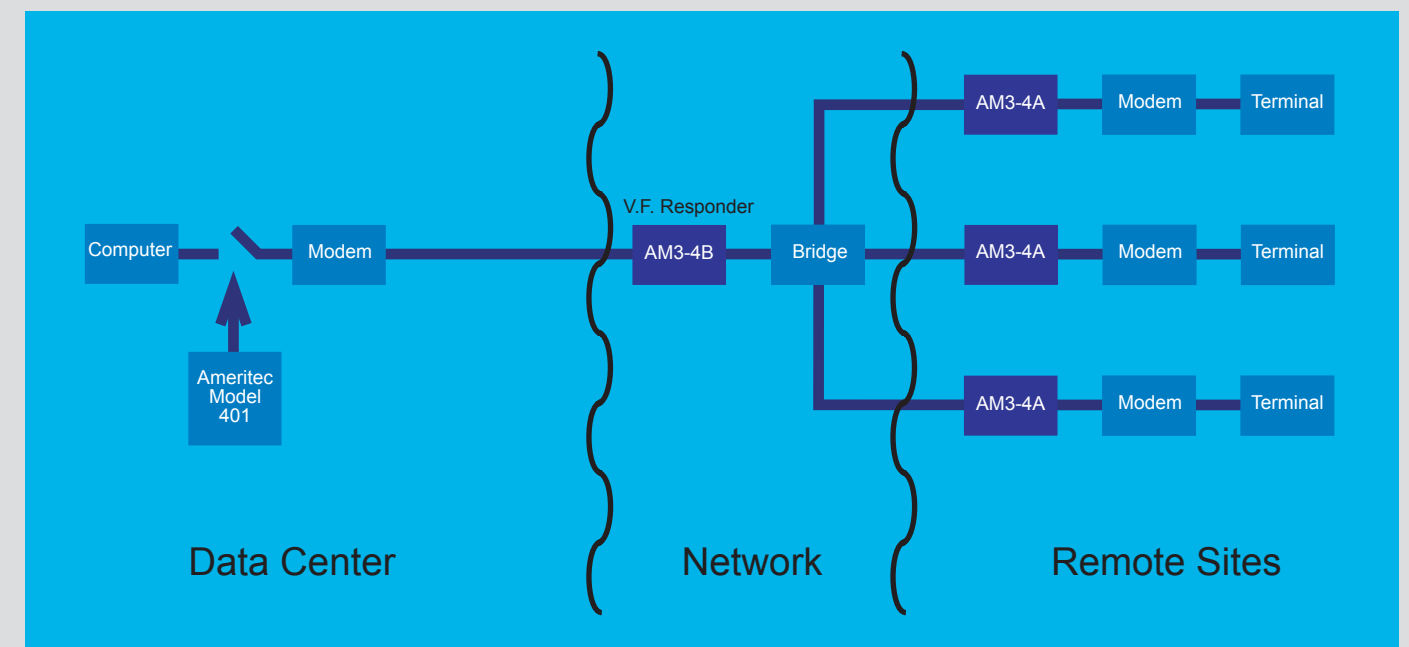 AM3-4A
Modem
Terminal
V.F. Responder
Computer
Modem
AM3-4B
Bridge
AM3-4A
Modem
Terminal
Ameritec
Model
401
AM3-4A
Modem
Terminal
Data Center
Network
Remote Sites